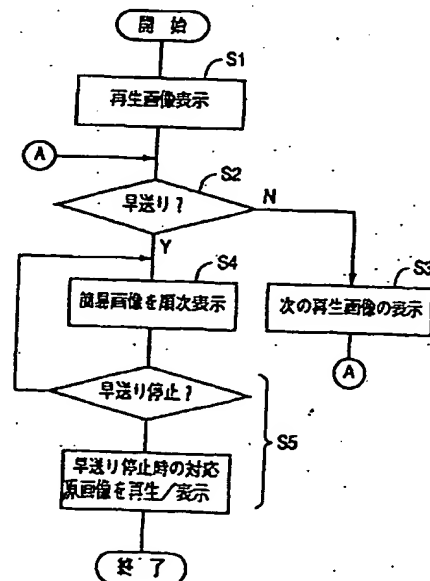 開始
S1
再生画像表示
A
S2
早送り?
N
Y
S4
簡易画像を順次表示
S3
次の再生画像の表示
A
早送り停止?
S5
早送り停止時の対応
原画像を再生/表示
終了